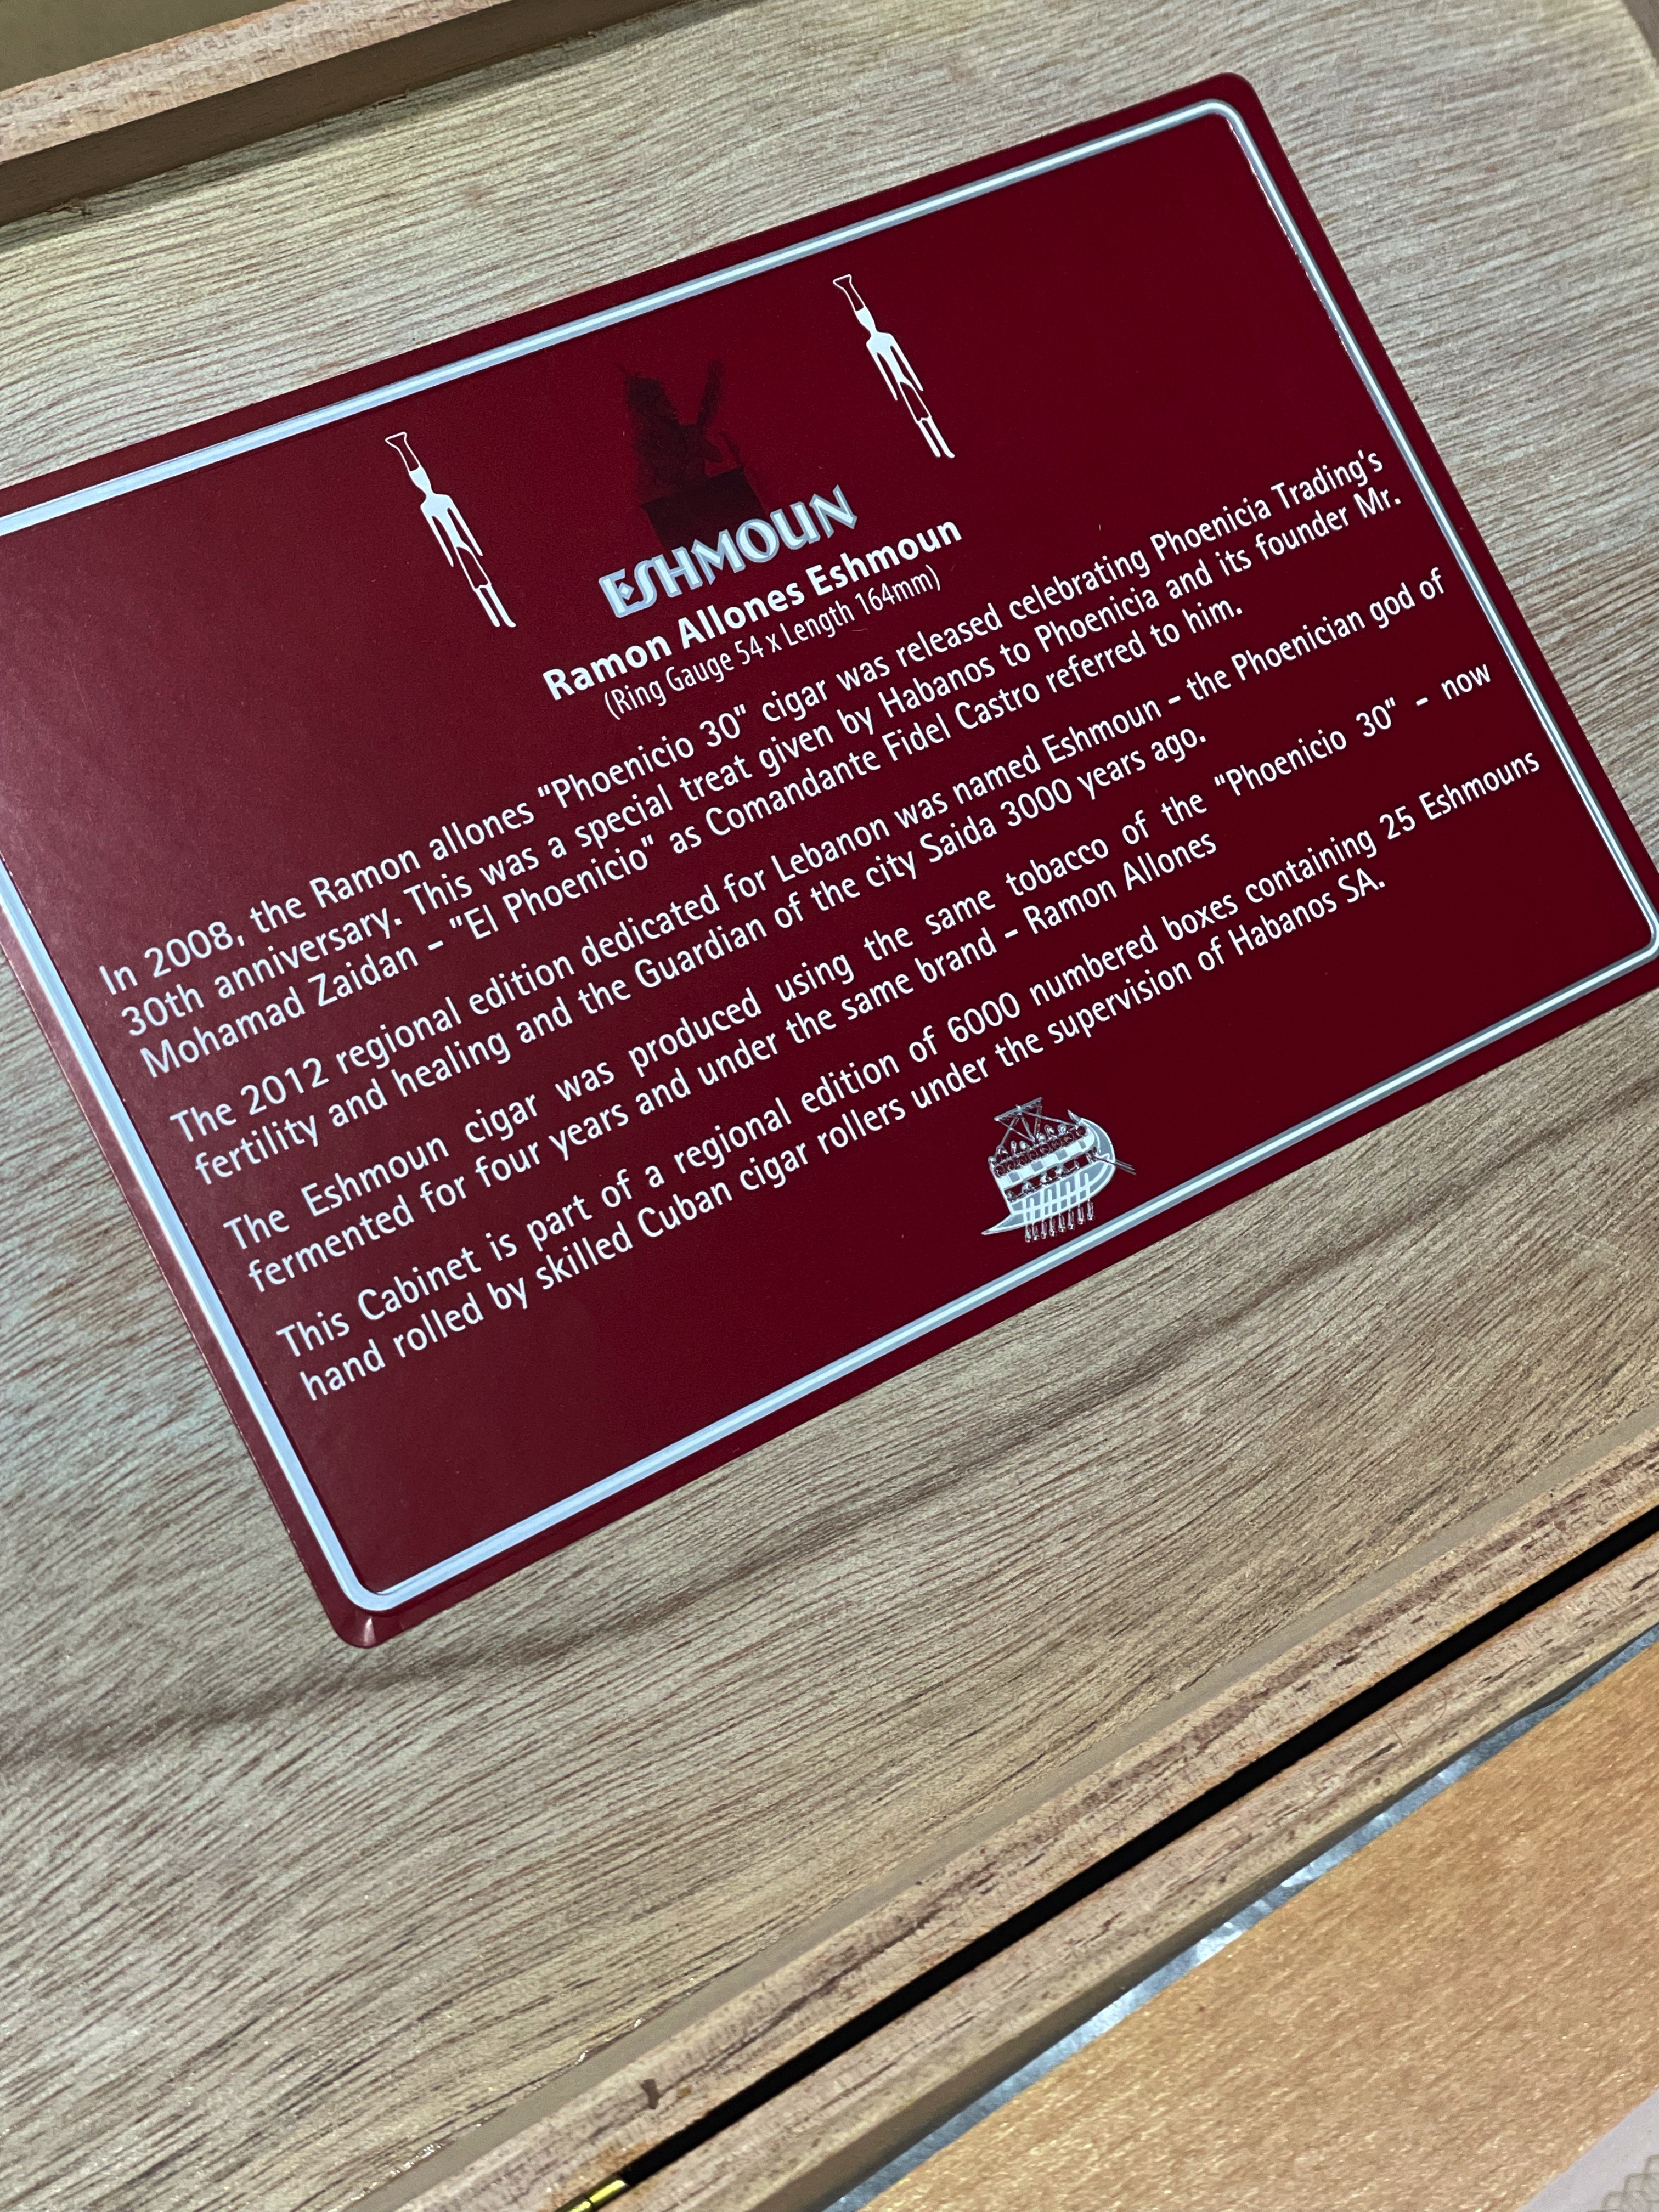 ESHMOUN
Ramon Allones Eshmoun
(Ring Gauge 54 x Length 164mm)
In 2008, the Ramon allones "Phoenicio 30" cigar was released celebrating Phoenicia Trading's
30th anniversary. This was a special treat given by Habanos to Phoenicia and its founder Mr.
Mohamad Zaidan – "El Phoenicio" as Comandante Fidel Castro referred to him.
The 2012 regional edition dedicated for Lebanon was named Eshmoun – the Phoenician god of
fertility and healing and the Guardian of the city Saida 3000 years ago.
The Eshmoun cigar was produced using the same tobacco of the "Phoenicio 30" - now
fermented for four years and under the same brand – Ramon Allones
This Cabinet is part of a regional edition of 6000 numbered boxes containing 25 Eshmouns
hand rolled by skilled Cuban cigar rollers under the supervision of Habanos SA.